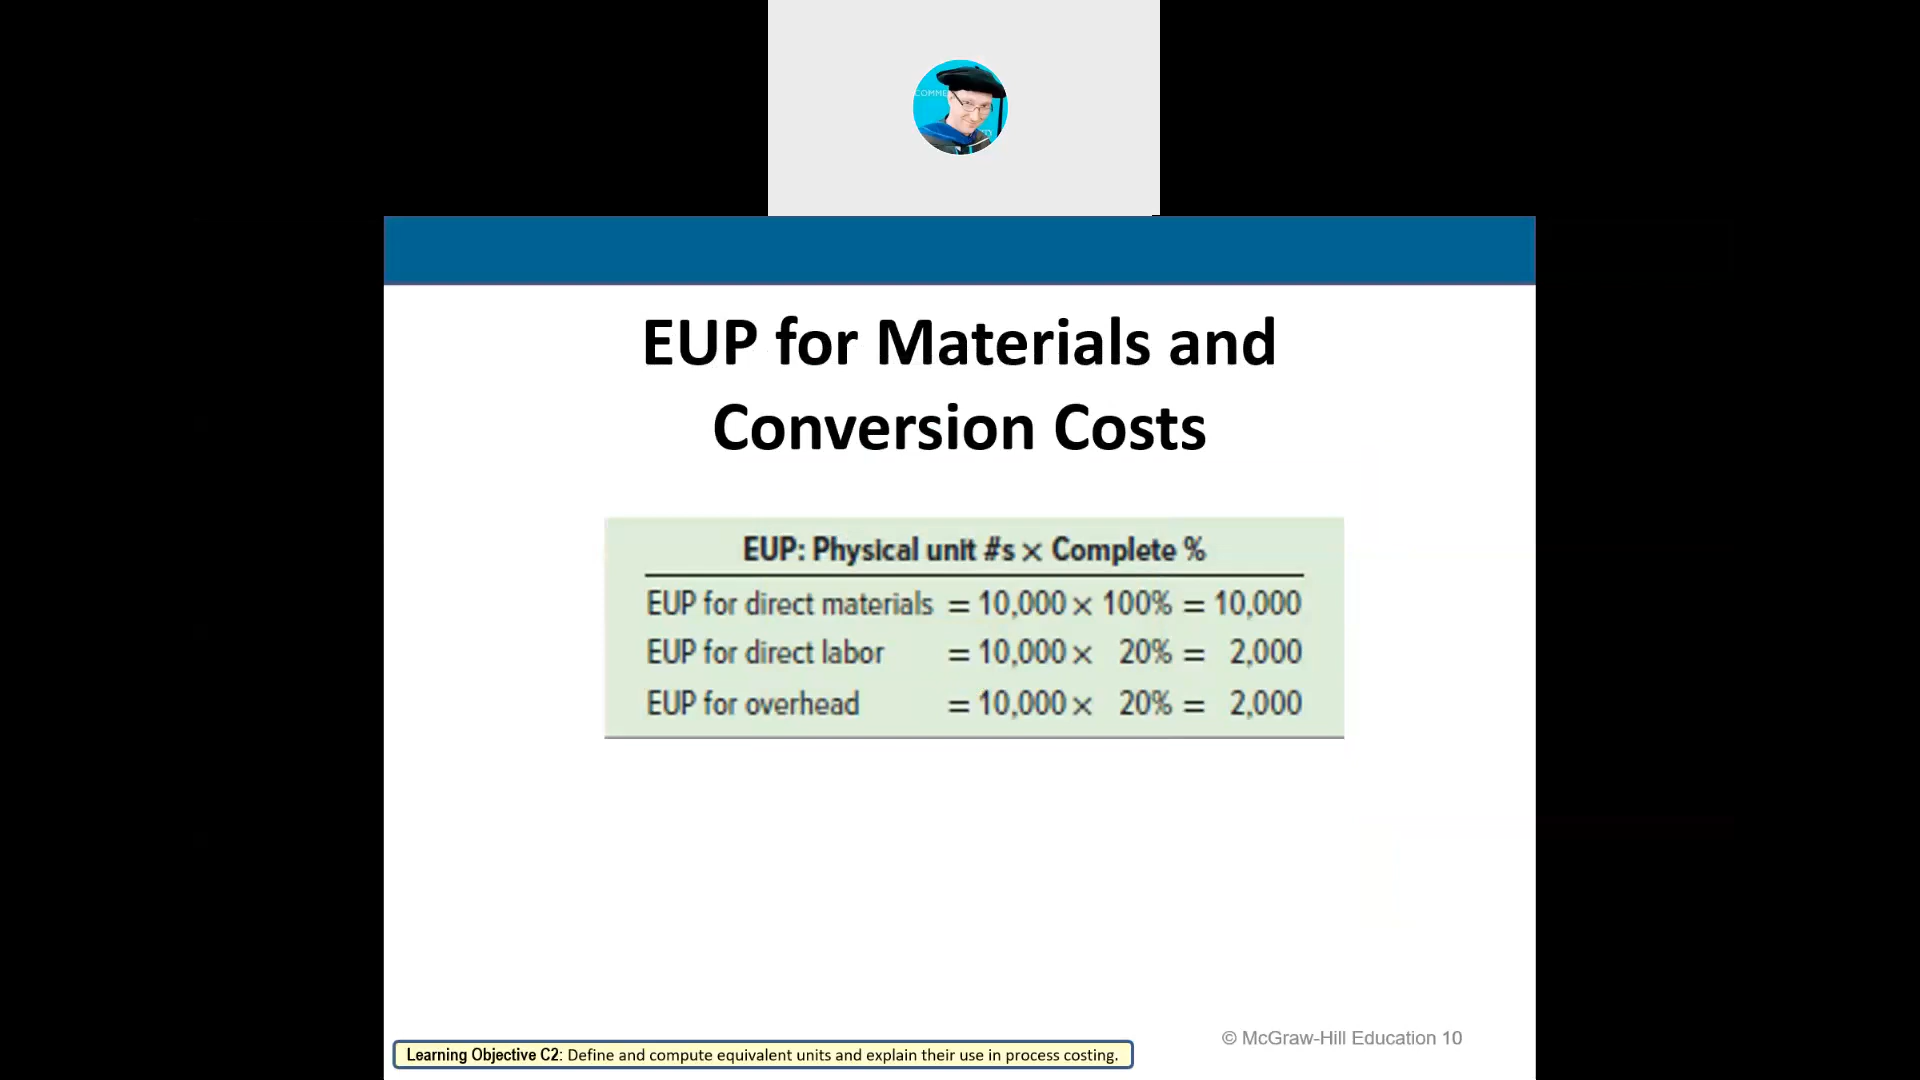 COMME
EUP for Materials and
Conversion Costs
EUP: Physical unit #s × Complete %
EUP for direct materials = 10,000 × 100% = 10,000
EUP for direct labor = 10,000 × 20% = 2,000
EUP for overhead = 10,000 × 20% = 2,000
© McGraw-Hill Education 10
Learning Objective C2: Define and compute equivalent units and explain their use in process costing.